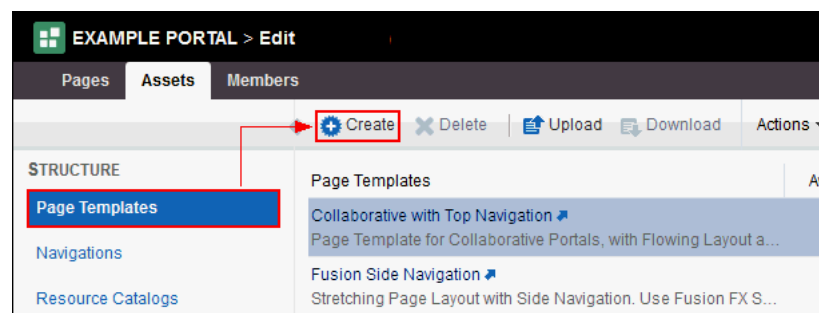 EXAMPLE PORTAL > Edit
Pages Assets Members
Create Delete Upload Download Actions
STRUCTURE
Page Templates
Navigations
Resource Catalogs
Page Templates
Collaborative with Top Navigation
Page Template for Collaborative Portals, with Flowing Layout a...
Fusion Side Navigation
Stretching Page Layout with Side Navigation. Use Fusion FX S...